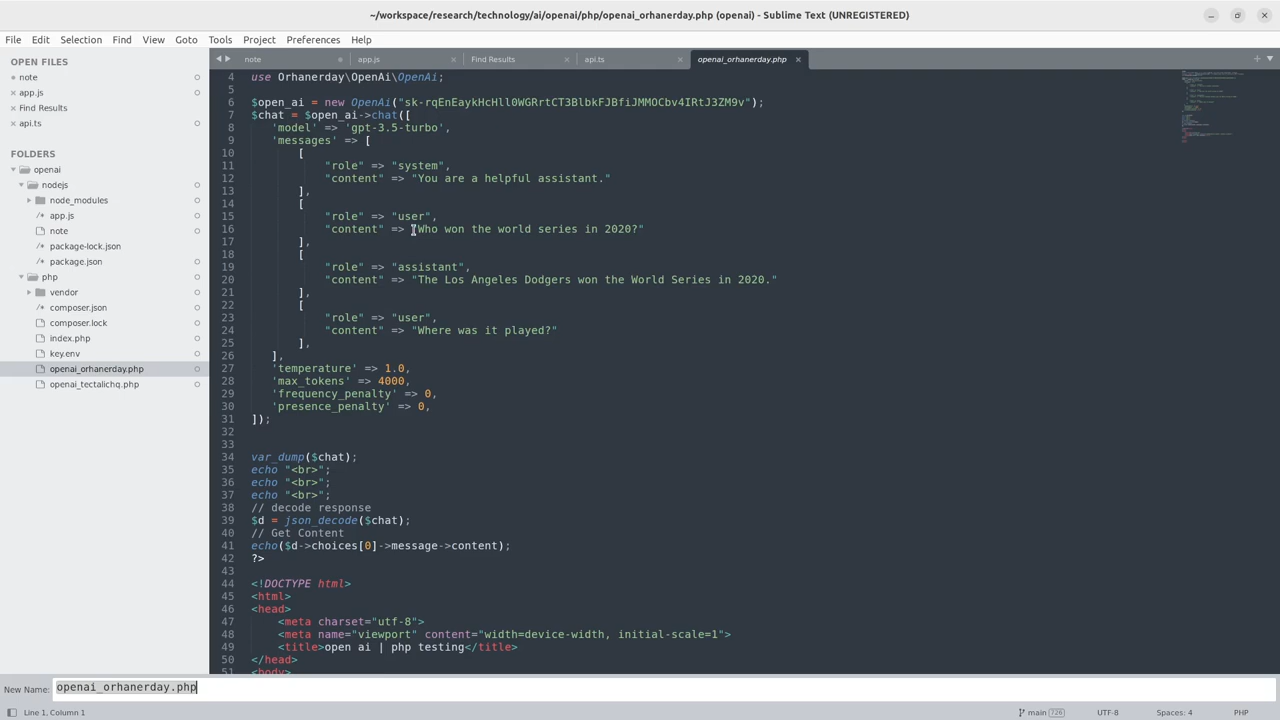 ~/workspace/research/technology/ai/openai/php/openai_orhanerday.php (openai) - Sublime Text (UNREGISTERED)
File Edit Selection Find View Goto Tools Project Preferences Help
OPEN FILES
note
app.js
Find Results
api.ts
FOLDERS
openai
nodejs
node_modules
app.js
note
package-lock.json
package.json
php
vendor
composer.json
composer.lock
index.php
key.env
openai_orhanerday.php
openai_tectalichq.php
note app.js Find Results api.ts openai_orhanerday.php
4 use Orhanerday\OpenAi\OpenAi;
5
6 $open_ai = new OpenAI("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");
7 $chat = $open_ai->chat([
8 'model' => 'gpt-3.5-turbo',
9 'messages' => [
10 [
11 "role" => "system",
12 "content" => "You are a helpful assistant."
13 ],
14 [
15 "role" => "user",
16 "content" => "Who won the world series in 2020?"
17 ],
18 [
19 "role" => "assistant",
20 "content" => "The Los Angeles Dodgers won the World Series in 2020."
21 ],
22 [
23 "role" => "user",
24 "content" => "Where was it played?"
25 ],
26 ],
27 'temperature' => 1.0,
28 'max_tokens' => 4000,
29 'frequency_penalty' => 0,
30 'presence_penalty' => 0,
31 ]);
32
33
34 var_dump($chat);
35 echo "<br>";
36 echo "<br>";
37 echo "<br>";
38 // decode response
39 $d = json_decode($chat);
40 // Get Content
41 echo($d->choices[0]->message->content);
42 ?>
43
44 <!DOCTYPE html>
45 <html>
46 <head>
47 <meta charset="utf-8">
48 <meta name="viewport" content="width=device-width, initial-scale=1">
49 <title>open ai | php testing</title>
50 </head>
51 <body>
New Name: openai_orhanerday.php
Line 1, Column 1 main 726 UTF-8 Spaces: 4 PHP